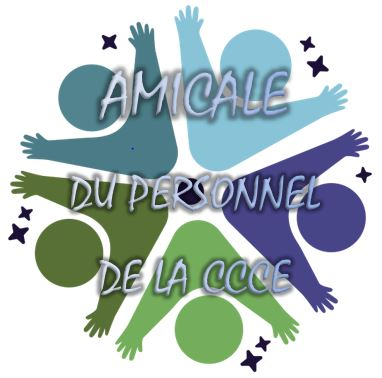 AMICALE
DU PERSONNEL
DE LA CCCE